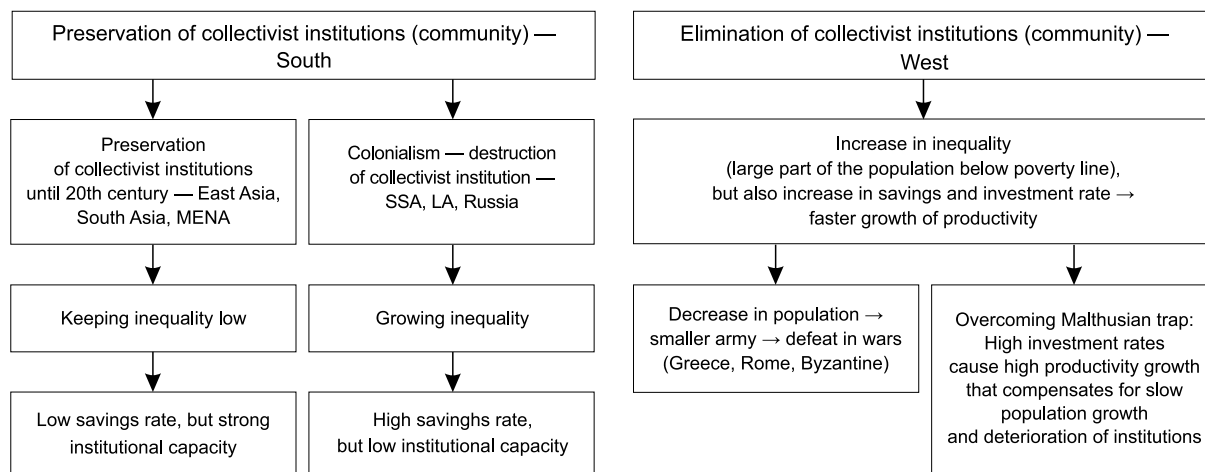 Preservation of collectivist institutions (community) —
South
Preservation
of collectivist institutions
until 20th century — East Asia,
South Asia, MENA
Colonialism — destruction
of collectivist institution —
SSA, LA, Russia
Keeping inequality low
Growing inequality
Low savings rate, but strong
institutional capacity
High savinghs rate,
but low institutional capacity
Elimination of collectivist institutions (community) —
West
Increase in inequality
(large part of the population below poverty line),
but also increase in savings and investment rate →
faster growth of productivity
Decrease in population →
smaller army → defeat in wars
(Greece, Rome, Byzantine)
Overcoming Malthusian trap:
High investment rates
cause high productivity growth
that compensates for slow
population growth
and deterioration of institutions